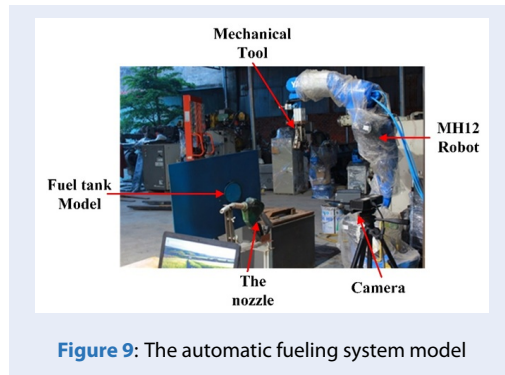 Mechanical
Tool
MH12
Robot
Fuel tank
Model
The
nozzle
Camera
Figure 9: The automatic fueling system model